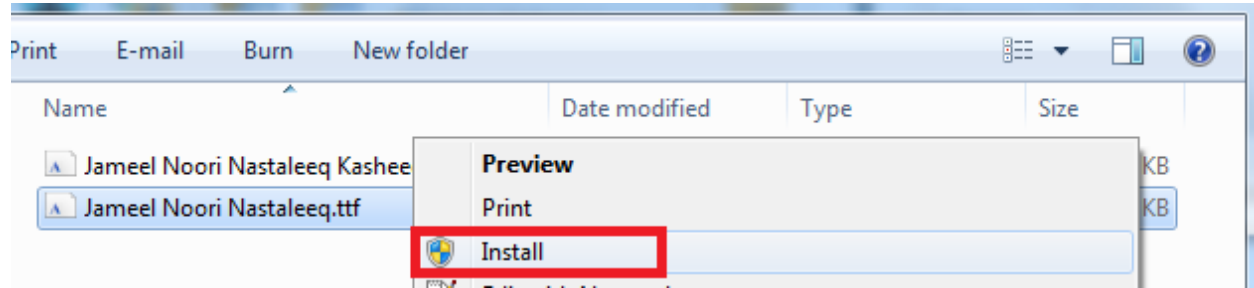 Print E-mail Burn New folder
Name Date modified Type Size
Jameel Noori Nastaleeq Kashee
Preview
KB
Jameel Noori Nastaleeq.ttf
Print
KB
Install